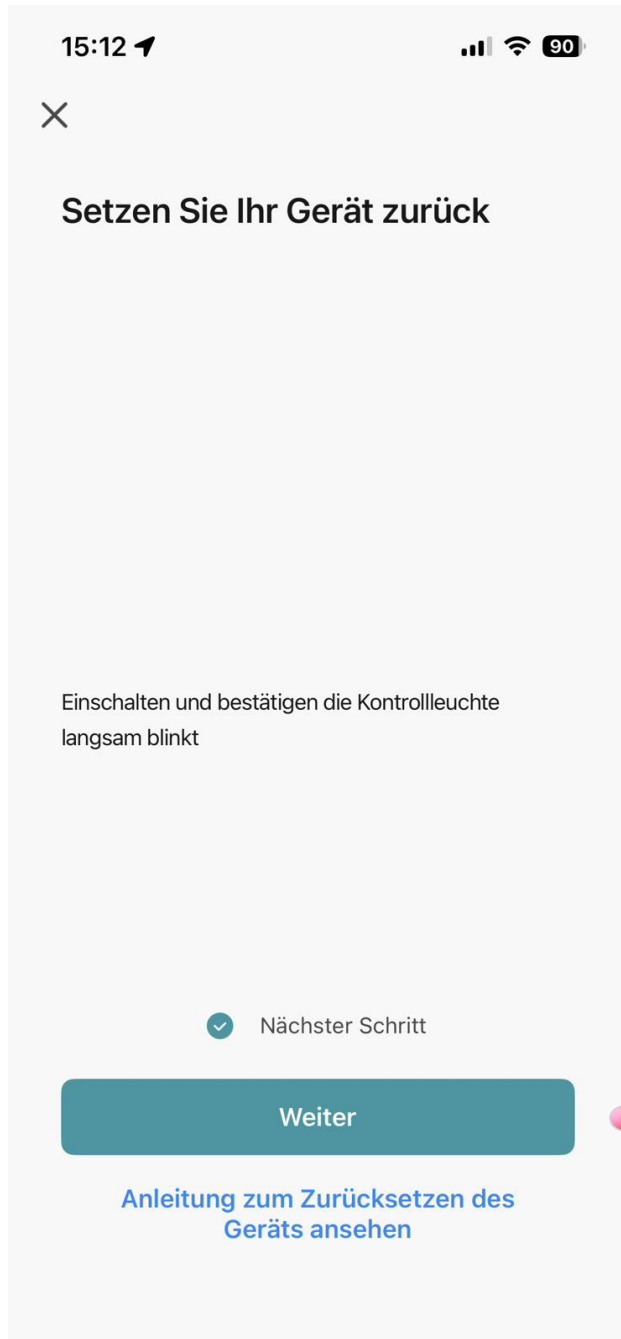 15:12
90
Setzen Sie Ihr Gerät zurück
Einschalten und bestätigen die Kontrollleuchte
langsam blinkt
Nächster Schritt
Weiter
Anleitung zum Zurücksetzen des
Geräts ansehen